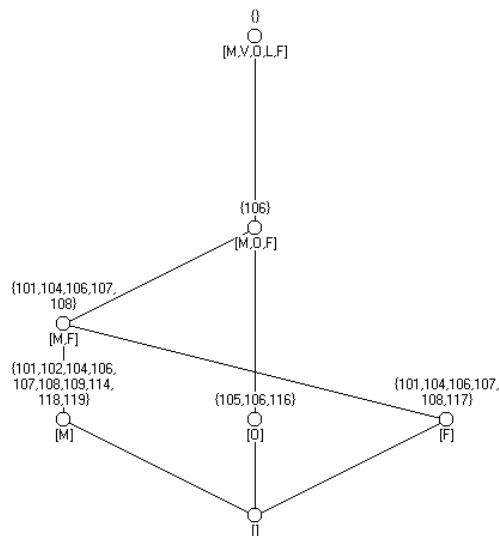 {}
[M,V,O,L,F]
{106}
[M,O,F]
{101,104,106,107,
108}
[M,F]
{101,102,104,106,
107,108,109,114,
118,119}
[M]
{105,106,116}
[O]
{101,104,106,107,
108,117}
[F]
[]